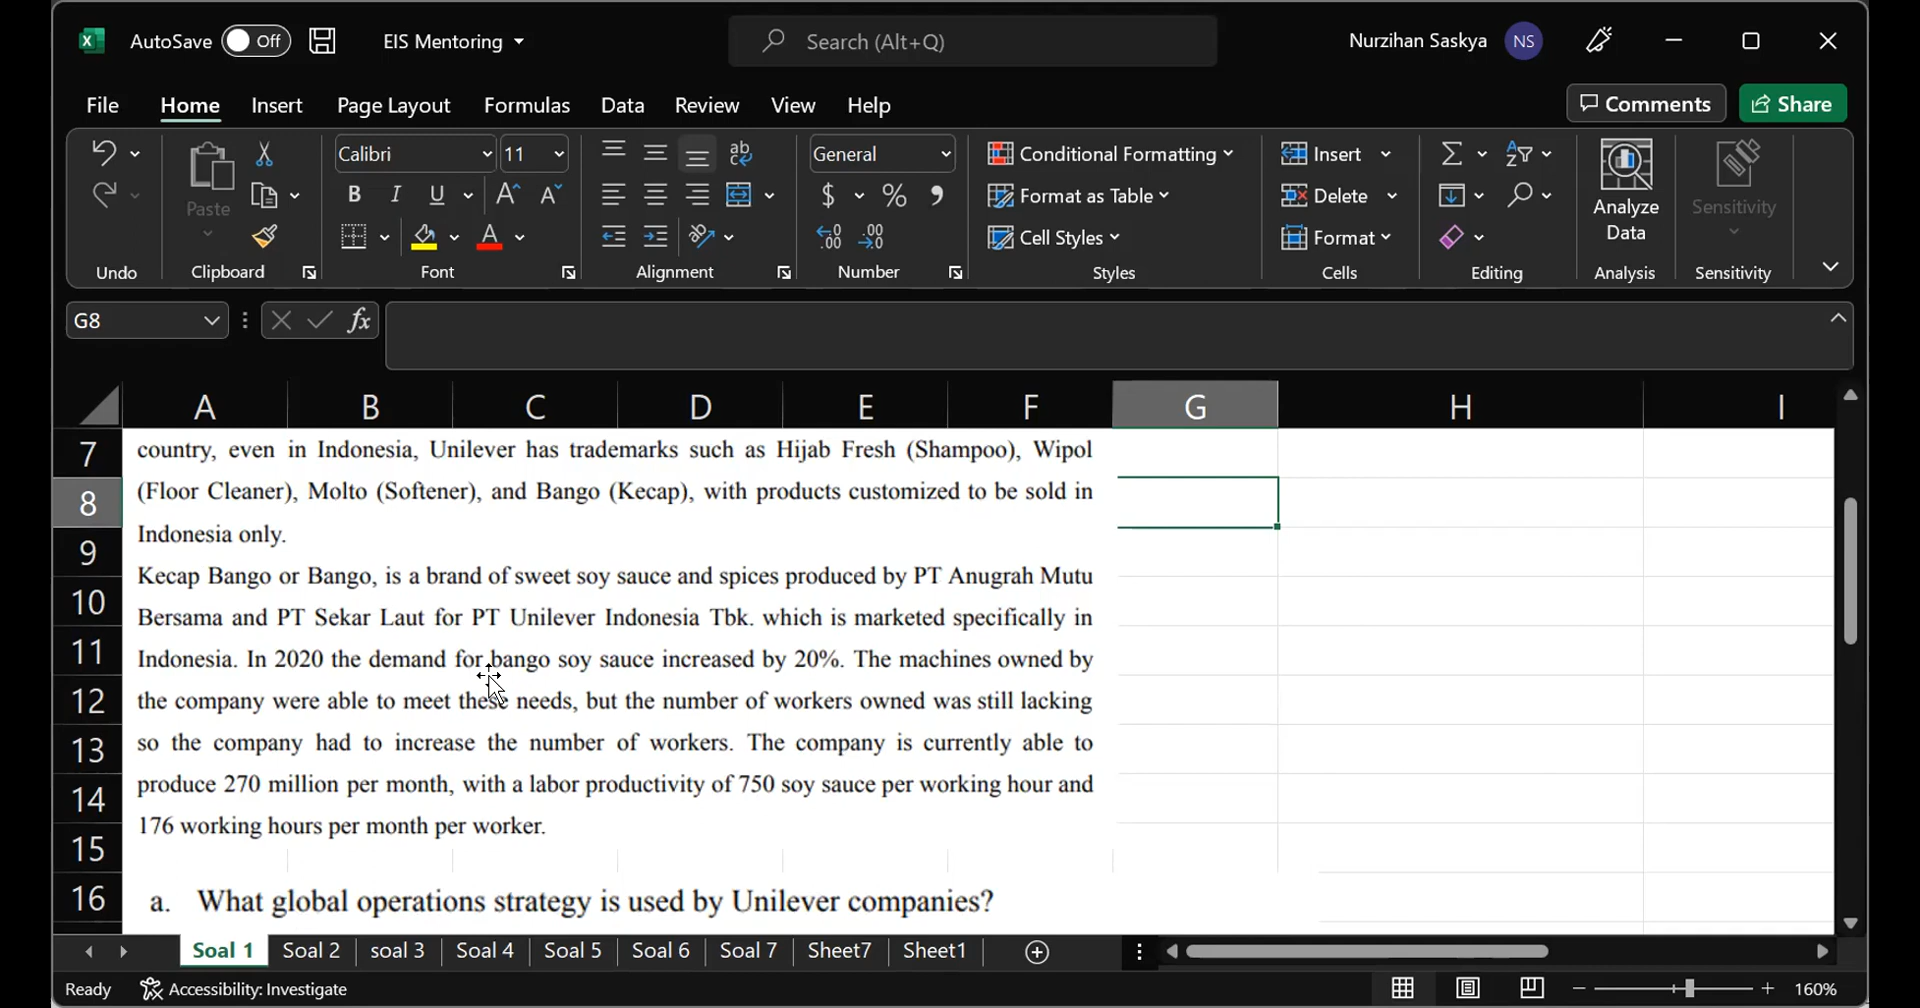 AutoSave Off EIS Mentoring Search (Alt+Q) Nurzihan Saskya NS
File Home Insert Page Layout Formulas Data Review View Help Comments Share
Calibri 11 General Conditional Formatting Insert
Paste B I U A A $ % Format as Table Delete Analyze Data Sensitivity
A Cell Styles Format
Undo Clipboard Font Alignment Number Styles Cells Editing Analysis Sensitivity
G8 fx
A B C D E F G H I
7 country, even in Indonesia, Unilever has trademarks such as Hijab Fresh (Shampoo), Wipol
8 (Floor Cleaner), Molto (Softener), and Bango (Kecap), with products customized to be sold in
9 Indonesia only.
Kecap Bango or Bango, is a brand of sweet soy sauce and spices produced by PT Anugrah Mutu
10 Bersama and PT Sekar Laut for PT Unilever Indonesia Tbk. which is marketed specifically in
11 Indonesia. In 2020 the demand for bango soy sauce increased by 20%. The machines owned by
12 the company were able to meet these needs, but the number of workers owned was still lacking
13 so the company had to increase the number of workers. The company is currently able to
14 produce 270 million per month, with a labor productivity of 750 soy sauce per working hour and
15 176 working hours per month per worker.
16 a. What global operations strategy is used by Unilever companies?
Soal 1 Soal 2 soal 3 Soal 4 Soal 5 Soal 6 Soal 7 Sheet7 Sheet1
Ready Accessibility: Investigate 160%